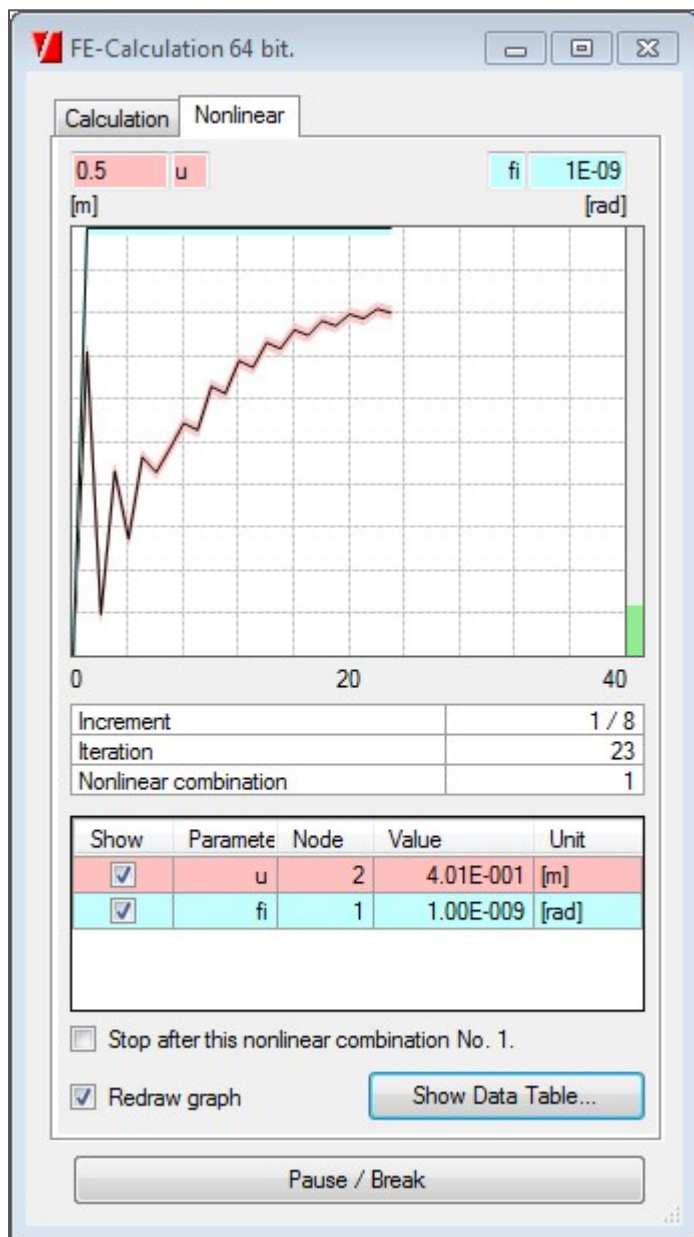 FE-Calculation 64 bit.
Calculation Nonlinear
0.5 u fi 1E-09
[m] [rad]
0 20 40
Increment 1 / 8
Iteration 23
Nonlinear combination 1
Show Paramete Node Value Unit
u 2 4.01E-001 [m]
fi 1 1.00E-009 [rad]
Stop after this nonlinear combination No. 1.
Redraw graph Show Data Table...
Pause / Break